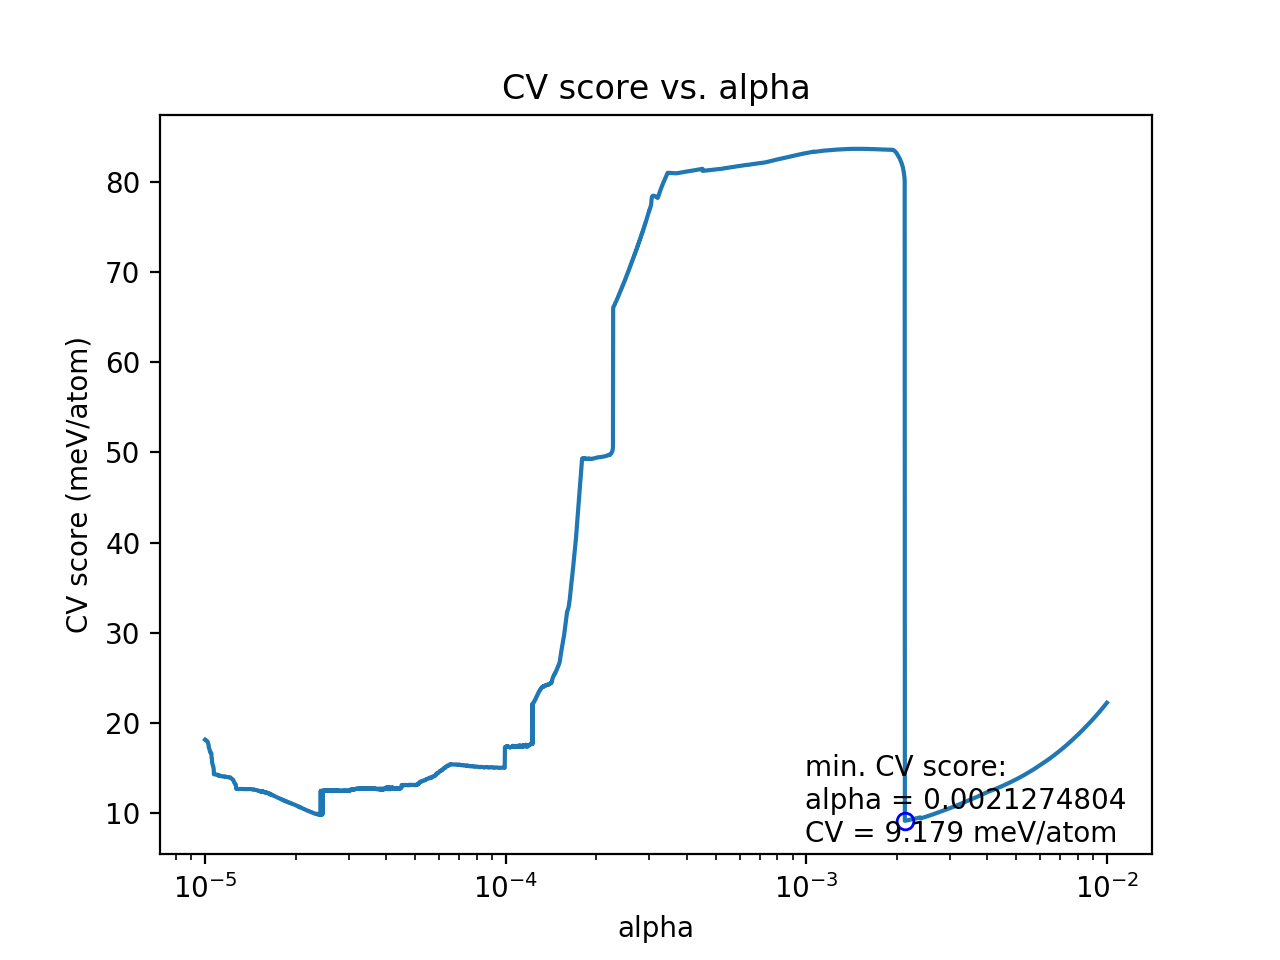 CV score vs. alpha
CV score (meV/atom)
80
70
60
50
40
30
20
10
min. CV score:
alpha = 0.0021274804
CV = 9.179 meV/atom
10⁻⁵
10⁻⁴
10⁻³
10⁻²
alpha